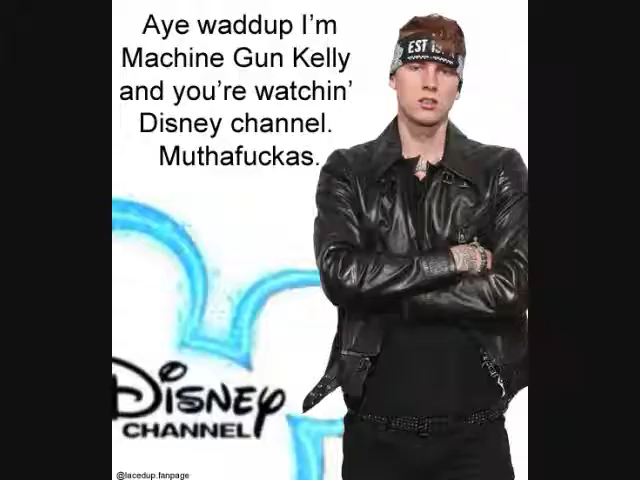 Aye waddup I'm
Machine Gun Kelly
and you're watchin'
Disney channel.
Muthafuckas.
EST 19
DISNEY
CHANNEL
@lacedup.fanpage